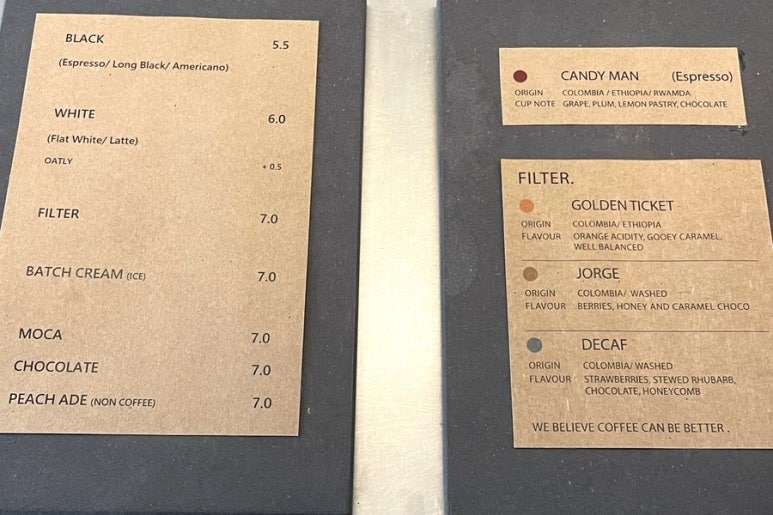 BLACK 5.5
(Espresso/ Long Black/ Americano)
WHITE 6.0
(Flat White/ Latte)
OATLY + 0.5
FILTER 7.0
BATCH CREAM (ICE) 7.0
MOCA 7.0
CHOCOLATE 7.0
PEACH ADE (NON COFFEE) 7.0
CANDY MAN (Espresso)
ORIGIN COLOMBIA / ETHIOPIA/ RWAMDA
CUP NOTE GRAPE, PLUM, LEMON PASTRY, CHOCOLATE
FILTER.
GOLDEN TICKET
ORIGIN COLOMBIA/ ETHIOPIA
FLAVOUR ORANGE ACIDITY, GOOEY CARAMEL,
WELL BALANCED
JORGE
ORIGIN COLOMBIA/ WASHED
FLAVOUR BERRIES, HONEY AND CARAMEL CHOCO
DECAF
ORIGIN COLOMBIA/ WASHED
FLAVOUR STRAWBERRIES, STEWED RHUBARB,
CHOCOLATE, HONEYCOMB
WE BELIEVE COFFEE CAN BE BETTER .